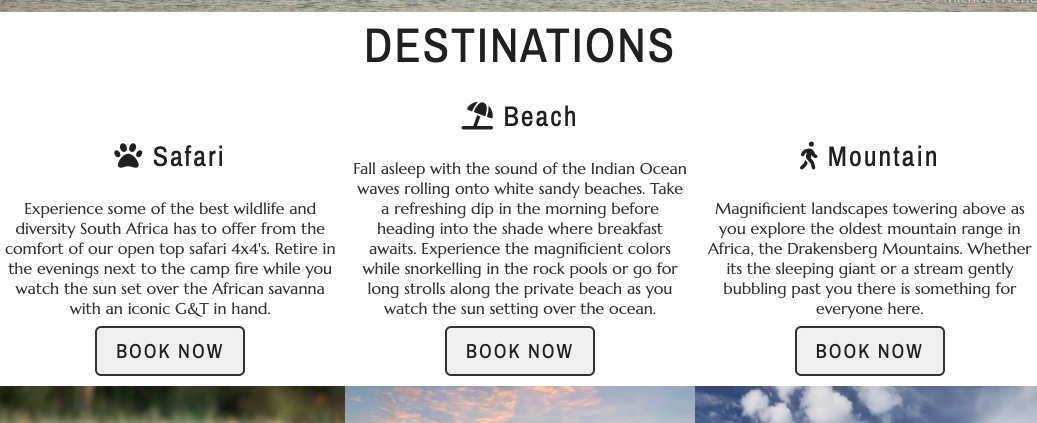 DESTINATIONS
Safari
Experience some of the best wildlife and
diversity South Africa has to offer from the
comfort of our open top safari 4x4's. Retire in
the evenings next to the camp fire while you
watch the sun set over the African savanna
with an iconic G&T in hand.
BOOK NOW
Beach
Fall asleep with the sound of the Indian Ocean
waves rolling onto white sandy beaches. Take
a refreshing dip in the morning before
heading into the shade where breakfast
awaits. Experience the magnificent colors
while snorkelling in the rock pools or go for
long strolls along the private beach as you
watch the sun setting over the ocean.
BOOK NOW
Mountain
Magnificent landscapes towering above as
you explore the oldest mountain range in
Africa, the Drakensberg Mountains. Whether
its the sleeping giant or a stream gently
bubbling past you there is something for
everyone here.
BOOK NOW